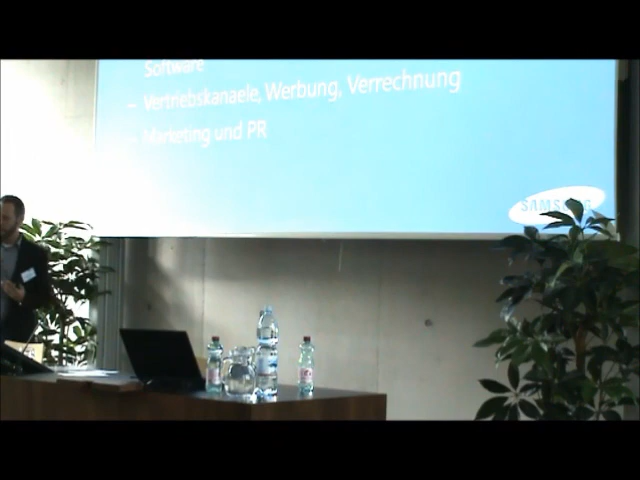 Software
– Vertriebskanaele, Werbung, Verrechnung
– Marketing und PR
SAMSUNG